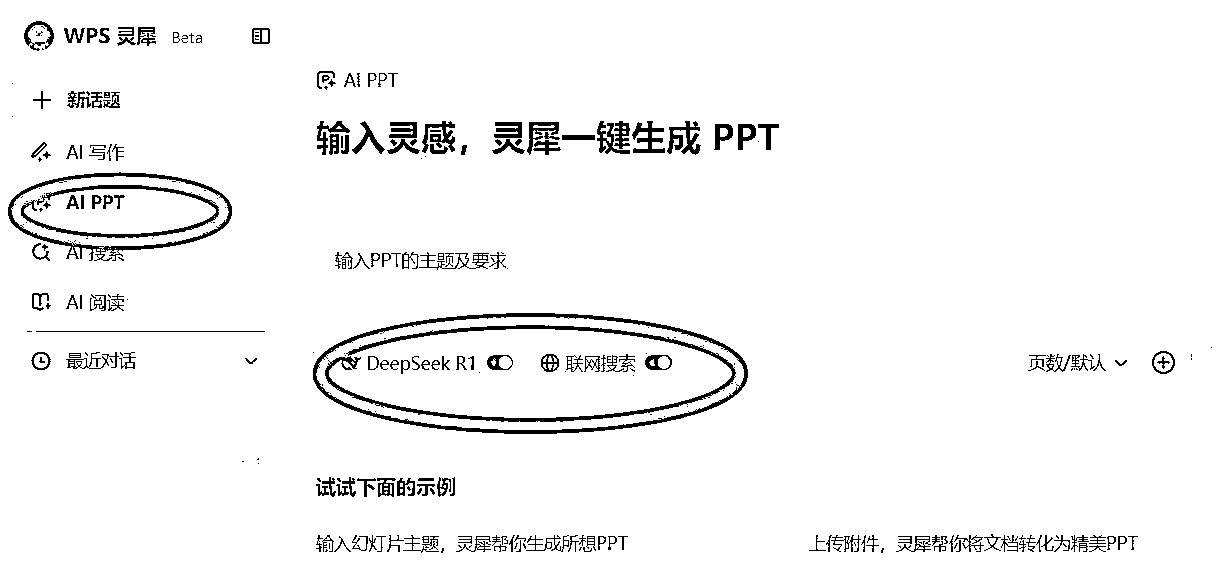 WPS 灵犀 Beta
新话题
AI 写作
AI PPT
AI 搜索
AI 阅读
最近对话
AI PPT
输入灵感，灵犀一键生成 PPT
输入PPT的主题及要求
DeepSeek R1 联网搜索 页数/默认
试试下面的示例
输入幻灯片主题，灵犀帮你生成所想PPT
上传附件，灵犀帮你将文档转化为精美PPT